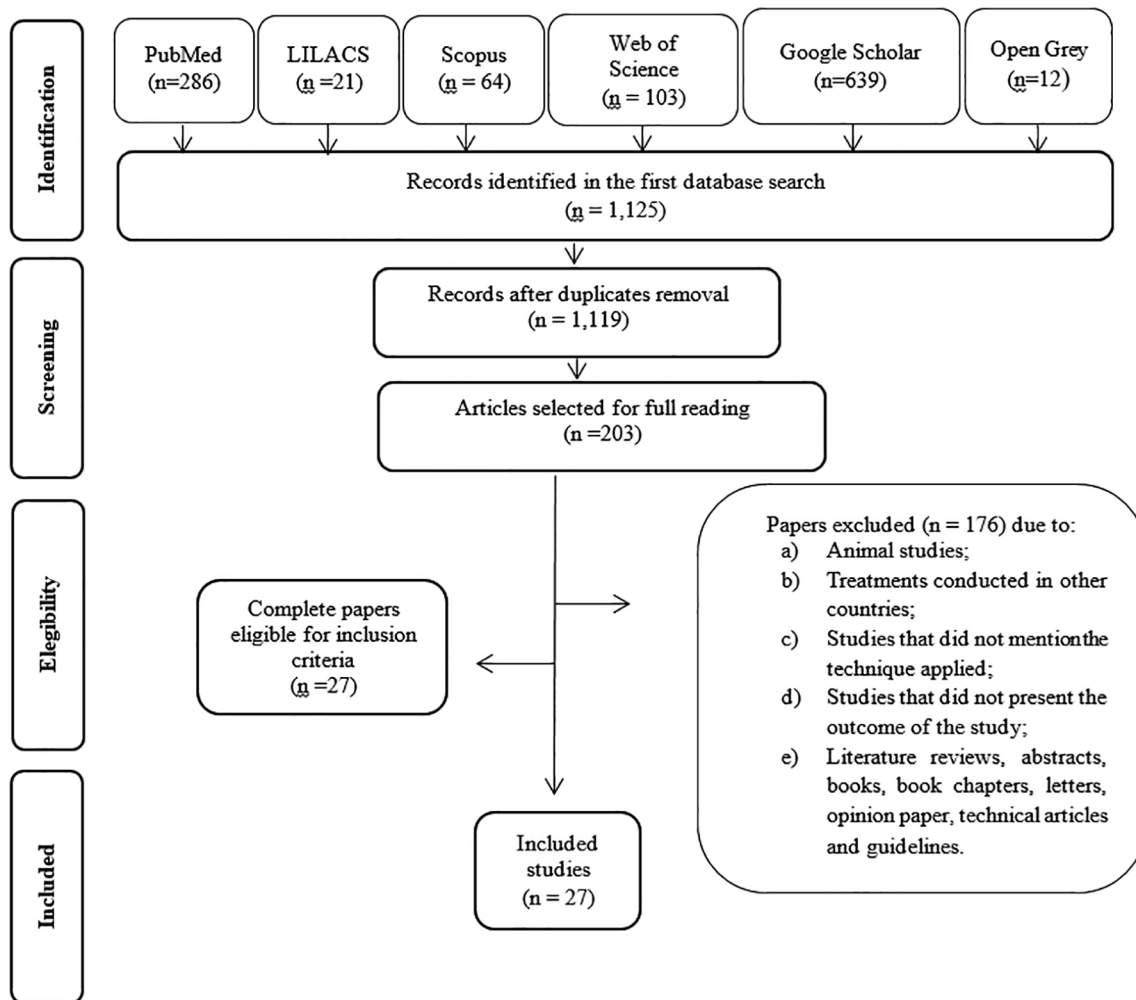 Identification
PubMed
(n=286)
LILACS
(n =21)
Scopus
(n = 64)
Web of
Science
(n = 103)
Google Scholar
(n=639)
Open Grey
(n=12)
Records identified in the first database search
(n = 1,125)
Screening
Records after duplicates removal
(n = 1,119)
Articles selected for full reading
(n =203)
Elegibility
Complete papers
eligible for inclusion
criteria
(n =27)
Papers excluded (n = 176) due to:
a) Animal studies;
b) Treatments conducted in other
countries;
c) Studies that did not mentionthe
technique applied;
d) Studies that did not present the
outcome of the study;
e) Literature reviews, abstracts,
books, book chapters, letters,
opinion paper, technical articles
and guidelines.
Included
Included
studies
(n = 27)